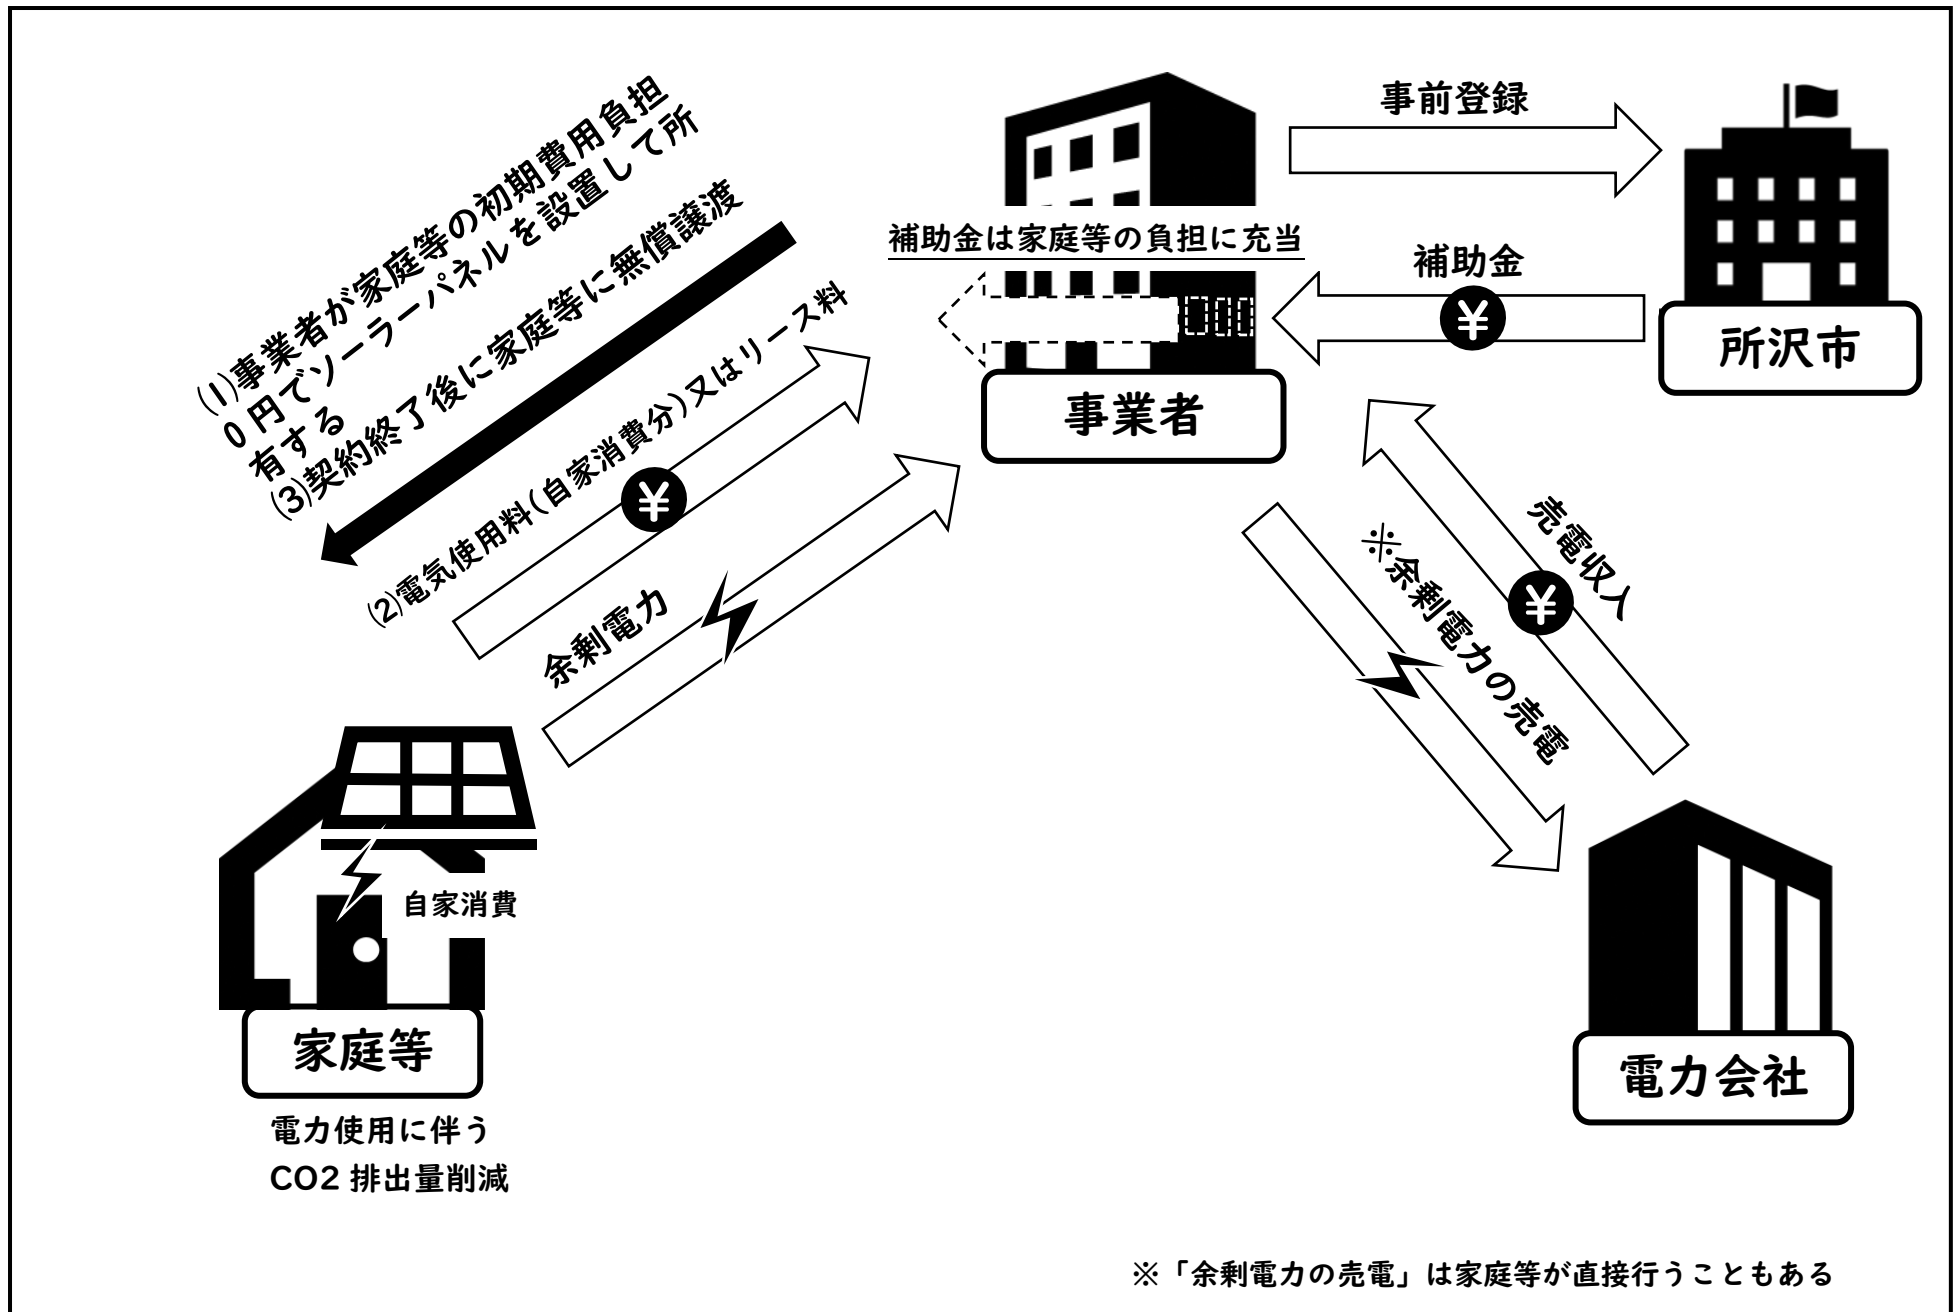 事前登録
補助金は家庭等の負担に充当
補助金
¥
所沢市
事業者
⑴事業者が家庭等の初期費用負担
0円でソーラーパネルを設置して所
有する
⑶契約終了後に家庭等に無償譲渡
⑵電気使用料（自家消費分）又はリース料
¥
余剰電力
売電収入
¥
※余剰電力の売電
自家消費
家庭等
電力使用に伴う
CO2 排出量削減
電力会社
※「余剰電力の売電」は家庭等が直接行うこともある